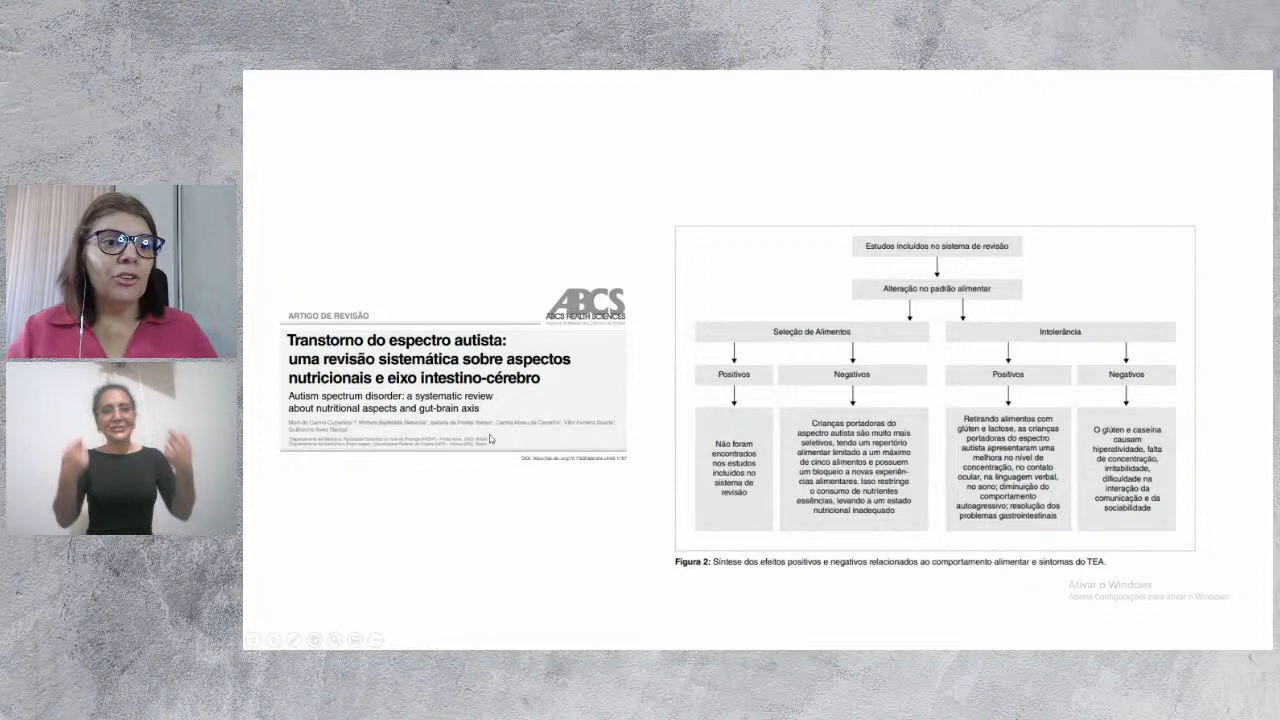 ARTIGO DE REVISÃO
ABCS
ABCS HEALTH SCIENCES
Transtorno do espectro autista:
uma revisão sistemática sobre aspectos
nutricionais e eixo intestino-cérebro
Autism spectrum disorder: a systematic review
about nutritional aspects and gut-brain axis
Estudos incluídos no sistema de revisão
Alteração no padrão alimentar
Seleção de Alimentos
Intolerância
Positivos
Negativos
Positivos
Negativos
Não foram
encontrados
nos estudos
incluídos no
sistema de
revisão
Crianças portadoras do
aspectro autista são muito mais
seletivos, tendo um repertório
alimentar limitado a um máximo
de cinco alimentos e possuem
um bloqueio a novas experiên-
cias alimentares. Isso restringe
o consumo de nutrientes
essências, levando a um estado
nutricional inadequado
Retirando alimentos com
glúten e lactose, as crianças
portadoras do espectro
autista apresentaram uma
melhora no nível de
concentração, no contato
ocular, na linguagem verbal,
no sono; diminuição do
comportamento
autoagressivo; resolução dos
problemas gastrointestinais
O glúten e caseína
causam
hiperatividade, falta
de concentração,
irritabilidade,
dificuldade na
interação da
comunicação e da
sociabilidade
Figura 2: Síntese dos efeitos positivos e negativos relacionados ao comportamento alimentar e sintomas do TEA.
Ativar o Windows
Acesse Configurações para ativar o Windows